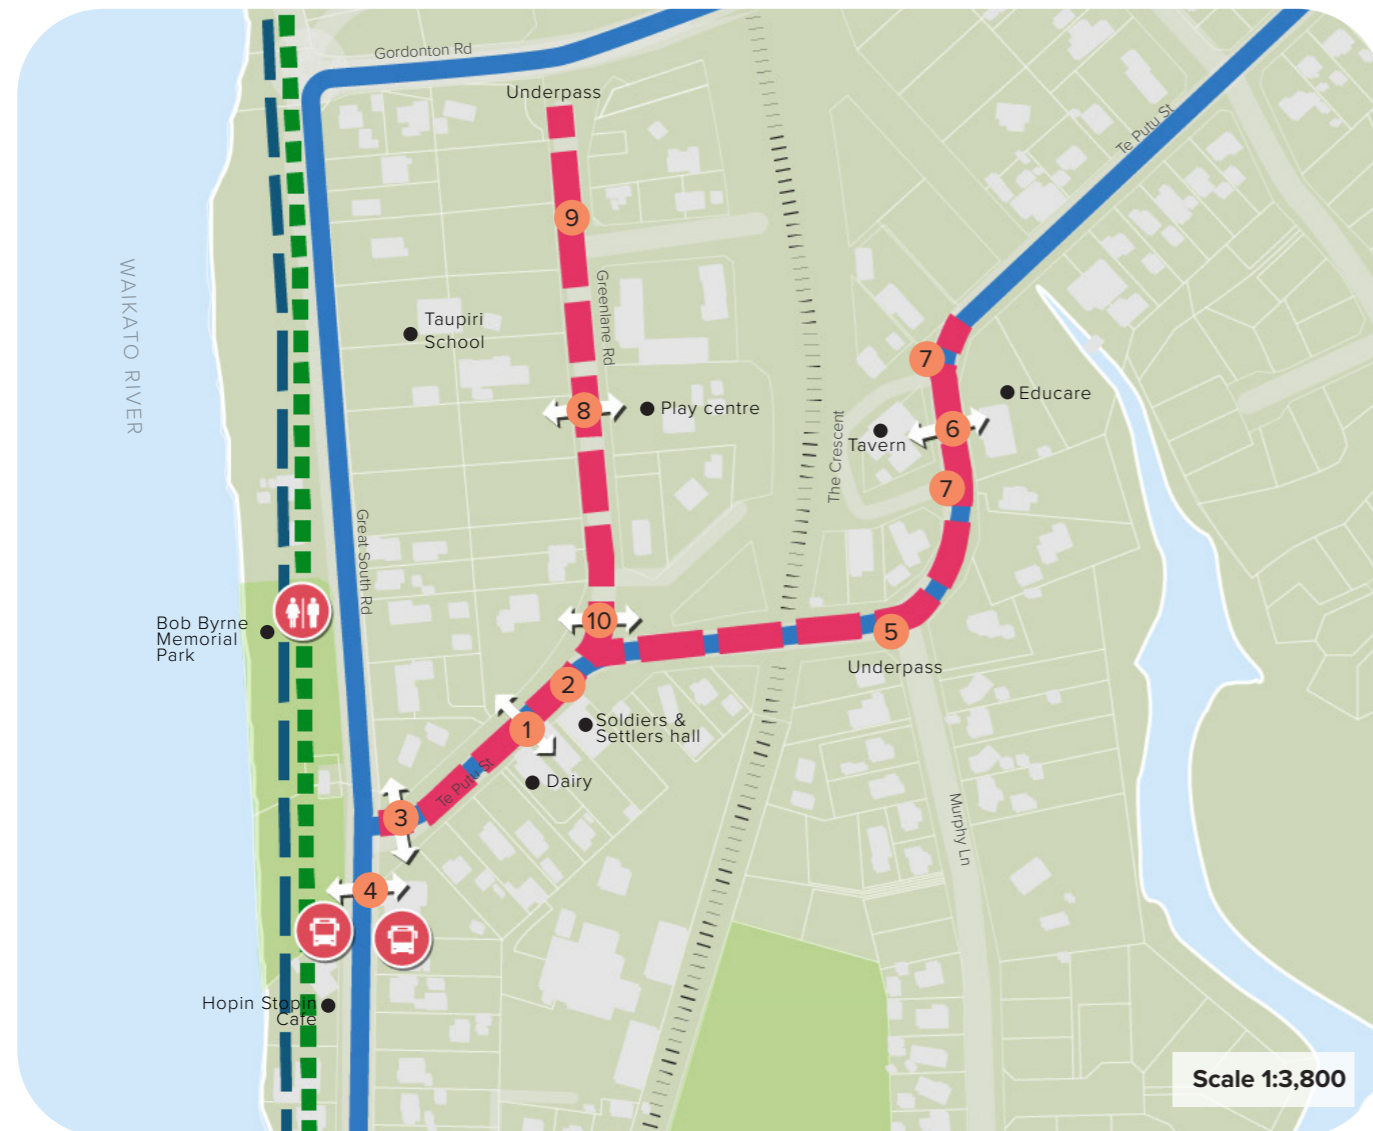 Gordonton Rd
Underpass
Te Putu St
9
WAIKATO RIVER
Greenlane Rd
Taupiri
School
7
8
Play centre
Educare
The Crescent
6
Tavern
7
Great South Rd
Bob Byrne
Memorial
Park
10
5
Underpass
2
1
Soldiers &
Settlers hall
Te Putu St
Dairy
3
Murphy Ln
4
Hopin Stopin
Cafe
Scale 1:3,800